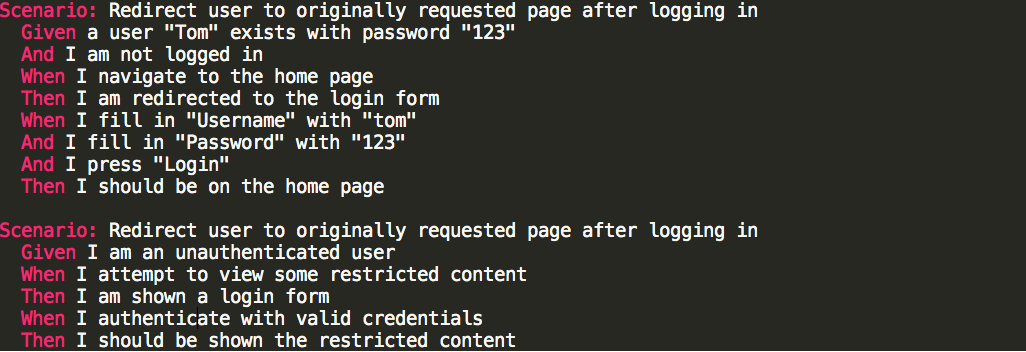 Scenario: Redirect user to originally requested page after logging in
Given a user "Tom" exists with password "123"
And I am not logged in
When I navigate to the home page
Then I am redirected to the login form
When I fill in "Username" with "tom"
And I fill in "Password" with "123"
And I press "Login"
Then I should be on the home page
Scenario: Redirect user to originally requested page after logging in
Given I am an unauthenticated user
When I attempt to view some restricted content
Then I am shown a login form
When I authenticate with valid credentials
Then I should be shown the restricted content